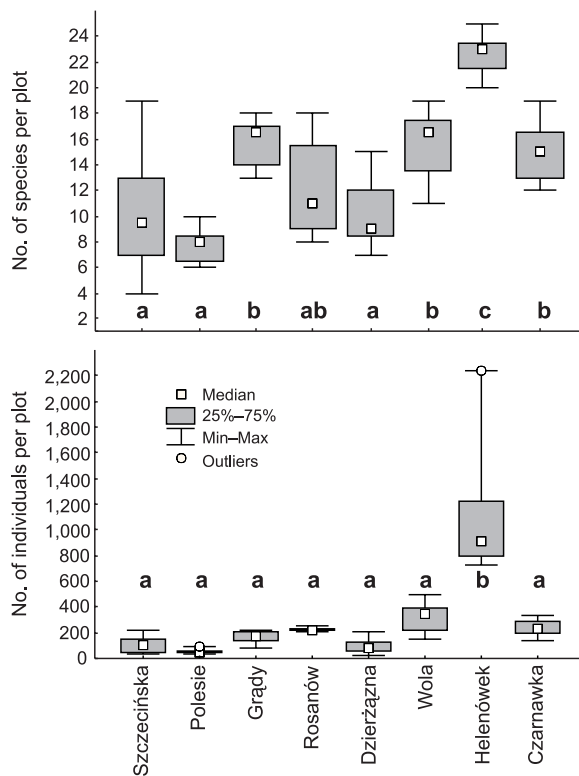 No. of species per plot
24
22
20
18
16
14
12
10
8
6
4
2
a a b ab a b c b
No. of individuals per plot
2,200
2,000
1,800
1,600
1,400
1,200
1,000
800
600
400
200
0
Median
25%–75%
Min–Max
Outliers
a a a a a a b a
Szczecińska
Polesie
Grądy
Rosanów
Dzierżązna
Wola
Helenówek
Czarnawka